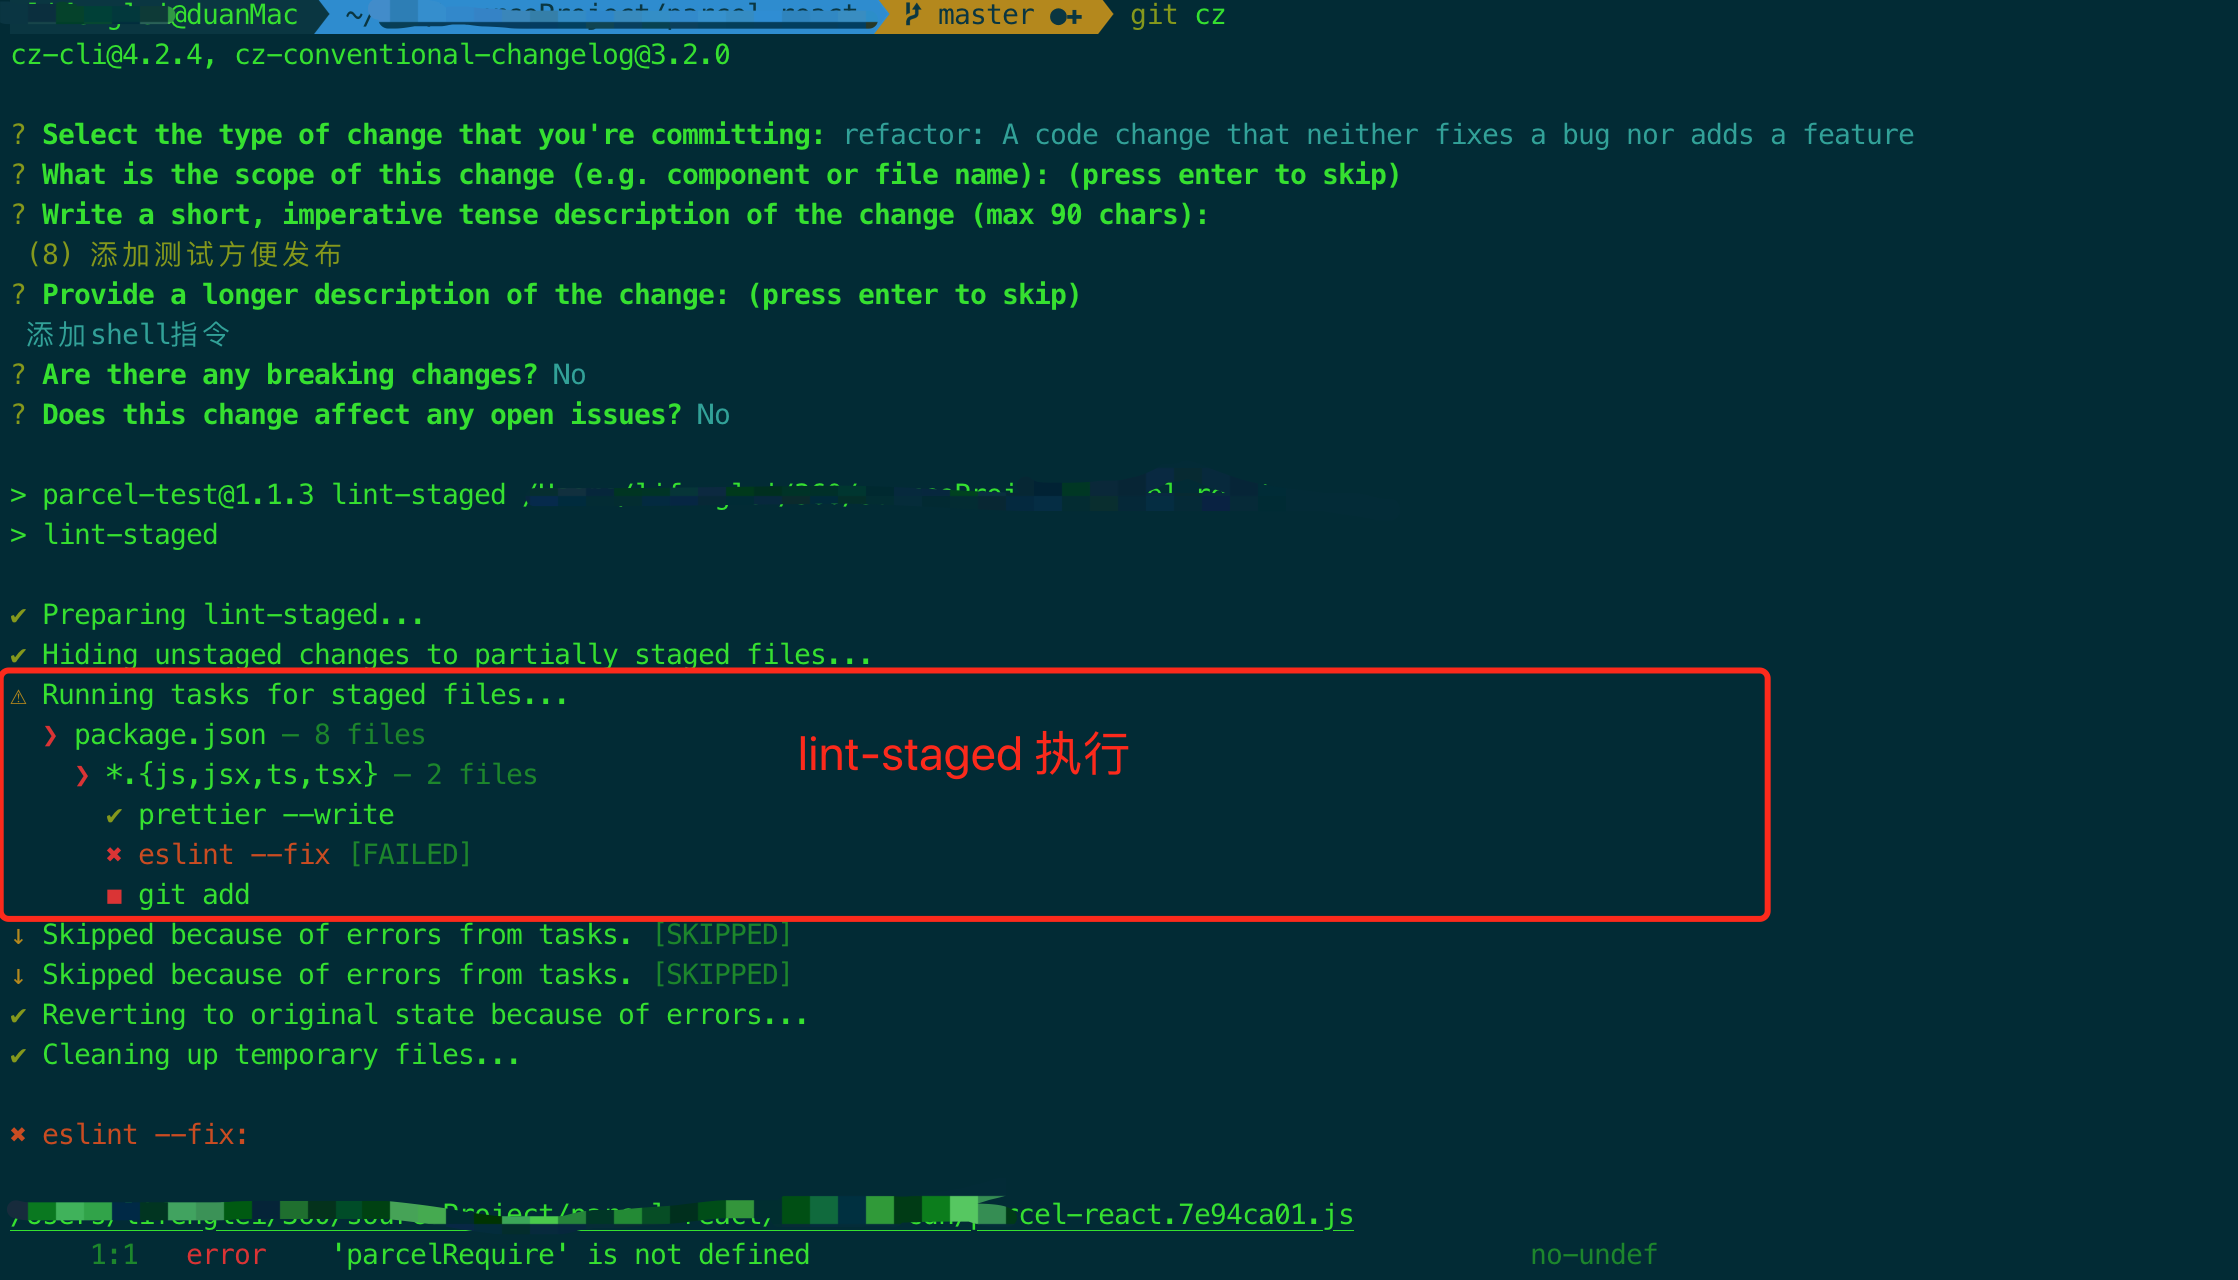 @duanMac ~/ Project/parcel-react master ●+ git cz
cz-cli@4.2.4, cz-conventional-changelog@3.2.0
? Select the type of change that you're committing: refactor: A code change that neither fixes a bug nor adds a feature
? What is the scope of this change (e.g. component or file name): (press enter to skip)
? Write a short, imperative tense description of the change (max 90 chars):
(8) 添加测试方便发布
? Provide a longer description of the change: (press enter to skip)
添加shell指令
? Are there any breaking changes? No
? Does this change affect any open issues? No
> parcel-test@1.1.3 lint-staged
> lint-staged
✔ Preparing lint-staged...
✔ Hiding unstaged changes to partially staged files...
⚠ Running tasks for staged files...
❯ package.json — 8 files
lint-staged 执行
❯ *.{js,jsx,ts,tsx} — 2 files
✔ prettier --write
✖ eslint --fix [FAILED]
■ git add
↓ Skipped because of errors from tasks. [SKIPPED]
↓ Skipped because of errors from tasks. [SKIPPED]
✔ Reverting to original state because of errors...
✔ Cleaning up temporary files...
✖ eslint --fix:
cel-react.7e94ca01.js
1:1 error 'parcelRequire' is not defined no-undef